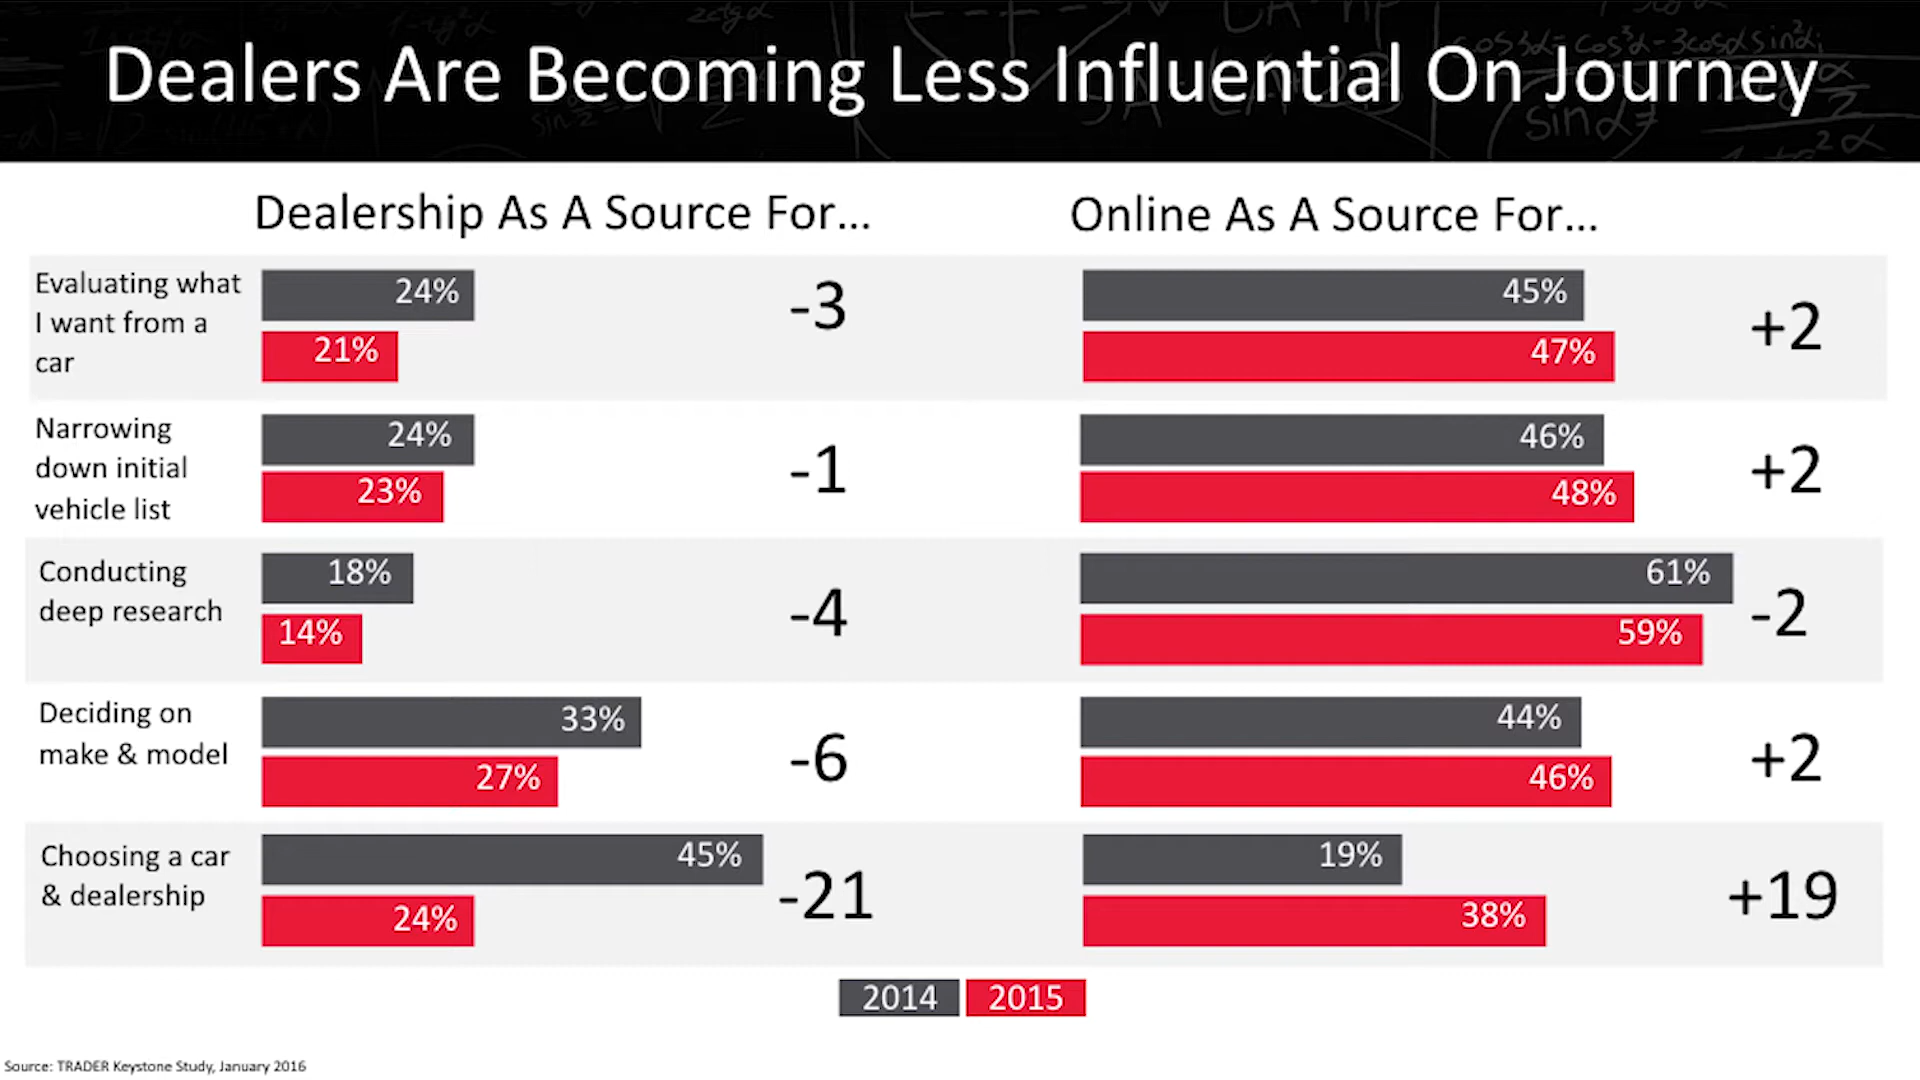 Dealers Are Becoming Less Influential On Journey
Dealership As A Source For...
Online As A Source For...
Evaluating what
I want from a
car
24%
21%
-3
45%
47%
+2
Narrowing
down initial
vehicle list
24%
23%
-1
46%
48%
+2
Conducting
deep research
18%
14%
-4
61%
59%
-2
Deciding on
make & model
33%
27%
-6
44%
46%
+2
Choosing a car
& dealership
45%
24%
-21
19%
38%
+19
2014 2015
Source: TRADER Keystone Study, January 2016